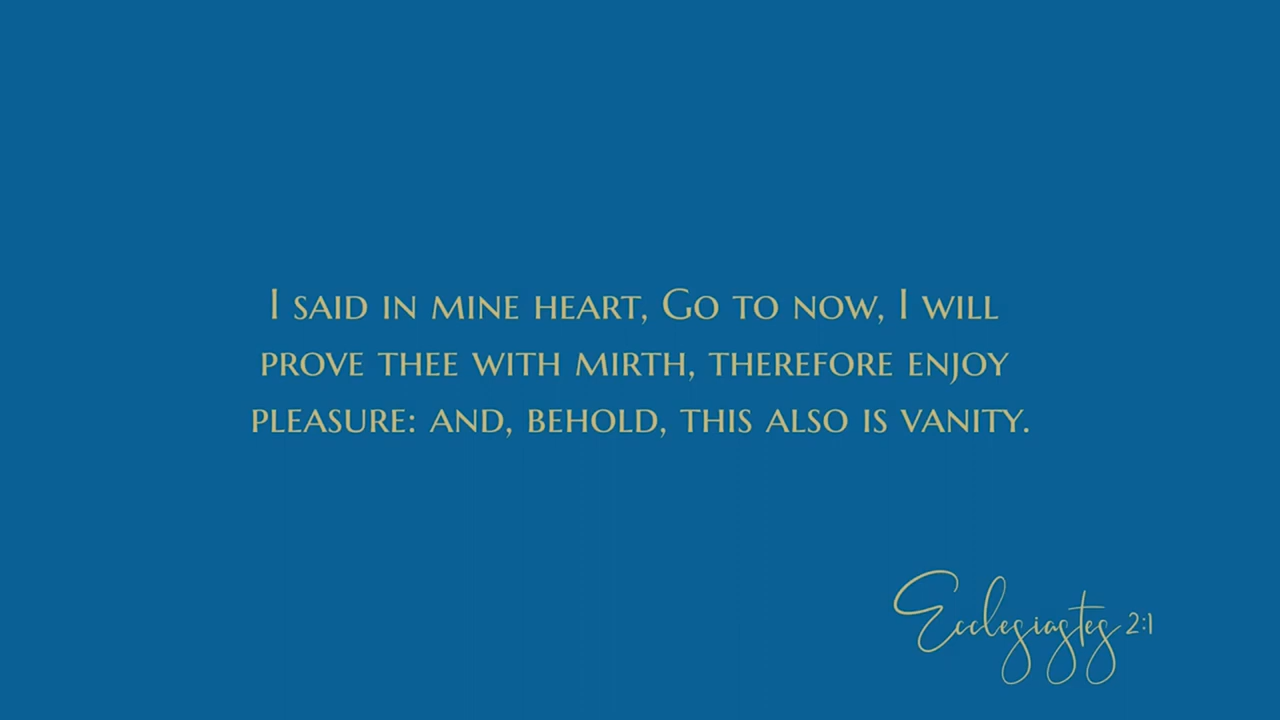 I said in mine heart, Go to now, I will
prove thee with mirth, therefore enjoy
pleasure: and, behold, this also is vanity.
Ecclesiastes 2:1